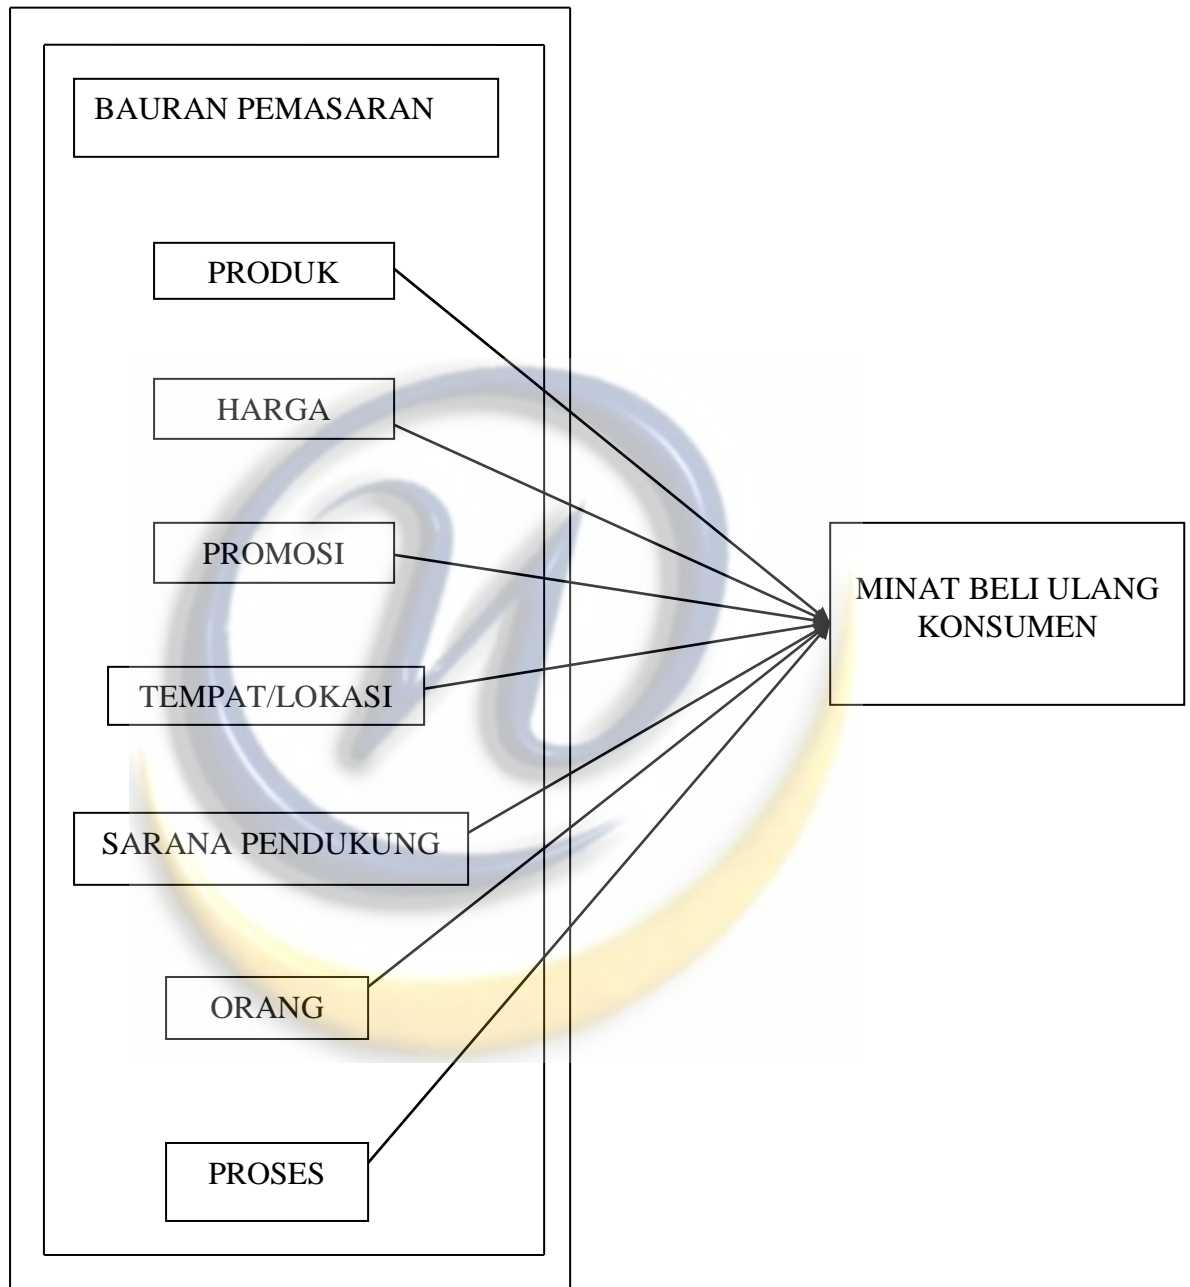 BAURAN PEMASARAN
PRODUK
HARGA
PROMOSI
TEMPAT/LOKASI
SARANA PENDUKUNG
ORANG
PROSES
MINAT BELI ULANG
KONSUMEN